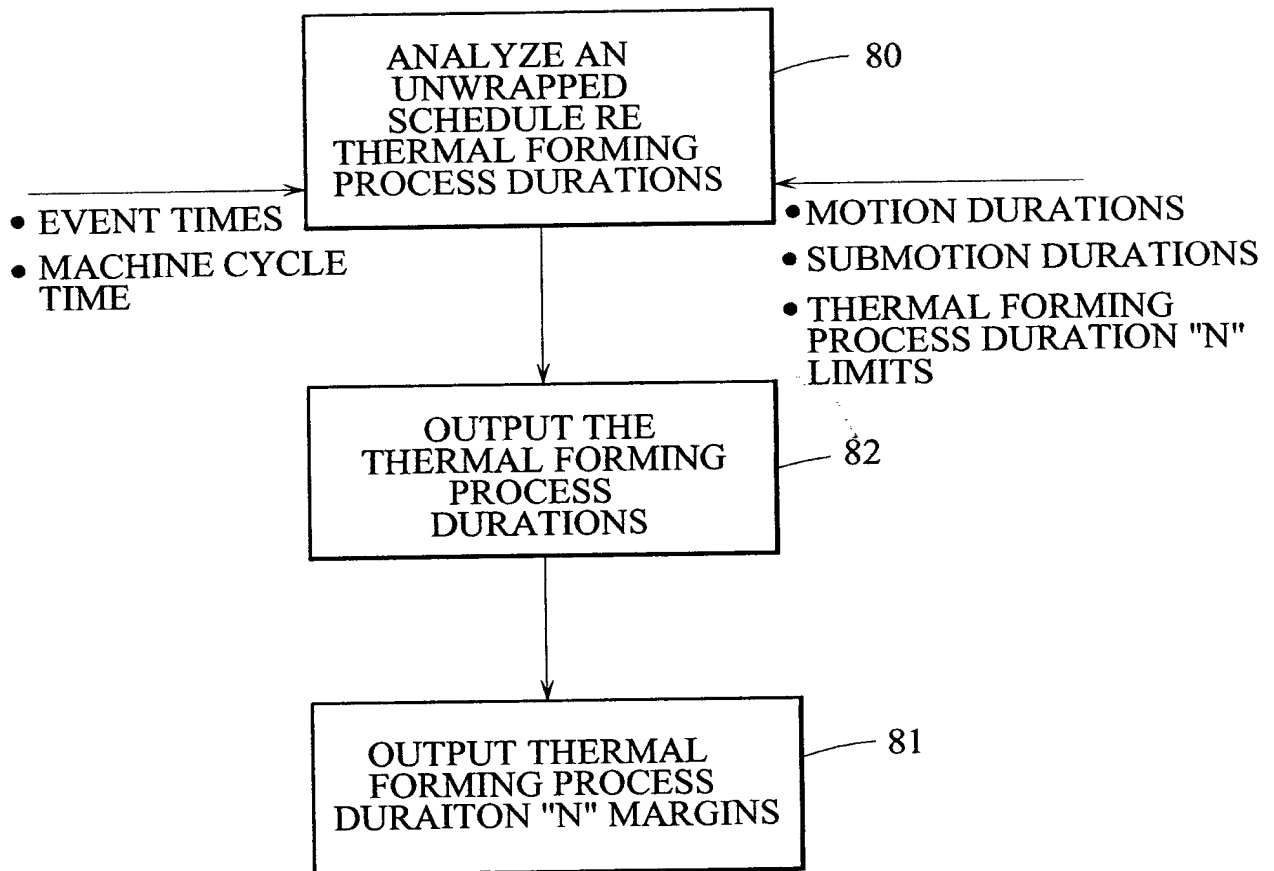 ANALYZE AN
UNWRAPPED
SCHEDULE RE
THERMAL FORMING
PROCESS DURATIONS
80
• EVENT TIMES
• MACHINE CYCLE
TIME
• MOTION DURATIONS
• SUBMOTION DURATIONS
• THERMAL FORMING
PROCESS DURATION "N"
LIMITS
OUTPUT THE
THERMAL FORMING
PROCESS
DURATIONS
82
OUTPUT THERMAL
FORMING PROCESS
DURAITON "N" MARGINS
81